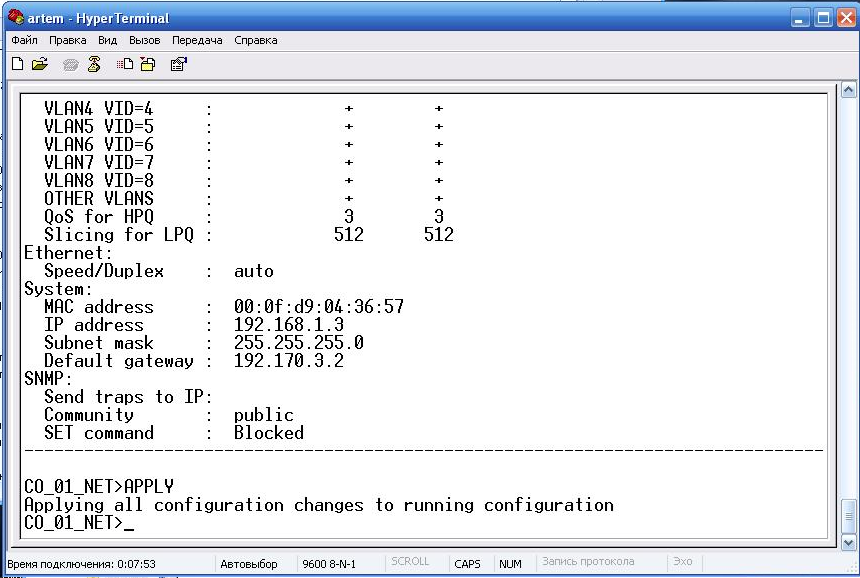 artem - HyperTerminal
Файл Правка Вид Вызов Передача Справка
VLAN4 VID=4 : + +
VLAN5 VID=5 : + +
VLAN6 VID=6 : + +
VLAN7 VID=7 : + +
VLAN8 VID=8 : + +
OTHER VLANS : + +
QoS for HPQ : 3 3
Slicing for LPQ : 512 512
Ethernet:
Speed/Duplex : auto
System:
MAC address : 00:0f:d9:04:36:57
IP address : 192.168.1.3
Subnet mask : 255.255.255.0
Default gateway : 192.170.3.2
SNMP:
Send traps to IP:
Community : public
SET command : Blocked
--------------------------------------------------------------------------------
CO_01_NET>APPLY
Applying all configuration changes to running configuration
CO_01_NET>_
Время подключения: 0:07:53 Автовыбор 9600 8-N-1 SCROLL CAPS NUM Запись протокола Эхо